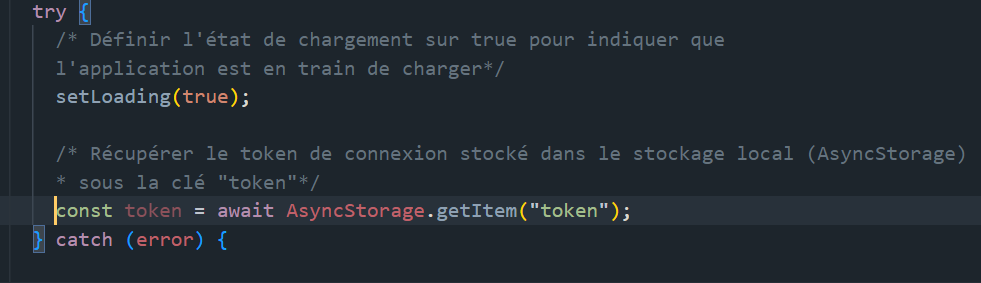 try {
/* Définir l'état de chargement sur true pour indiquer que
l'application est en train de charger*/
setLoading(true);
/* Récupérer le token de connexion stocké dans le stockage local (AsyncStorage)
* sous la clé "token"*/
const token = await AsyncStorage.getItem("token");
} catch (error) {